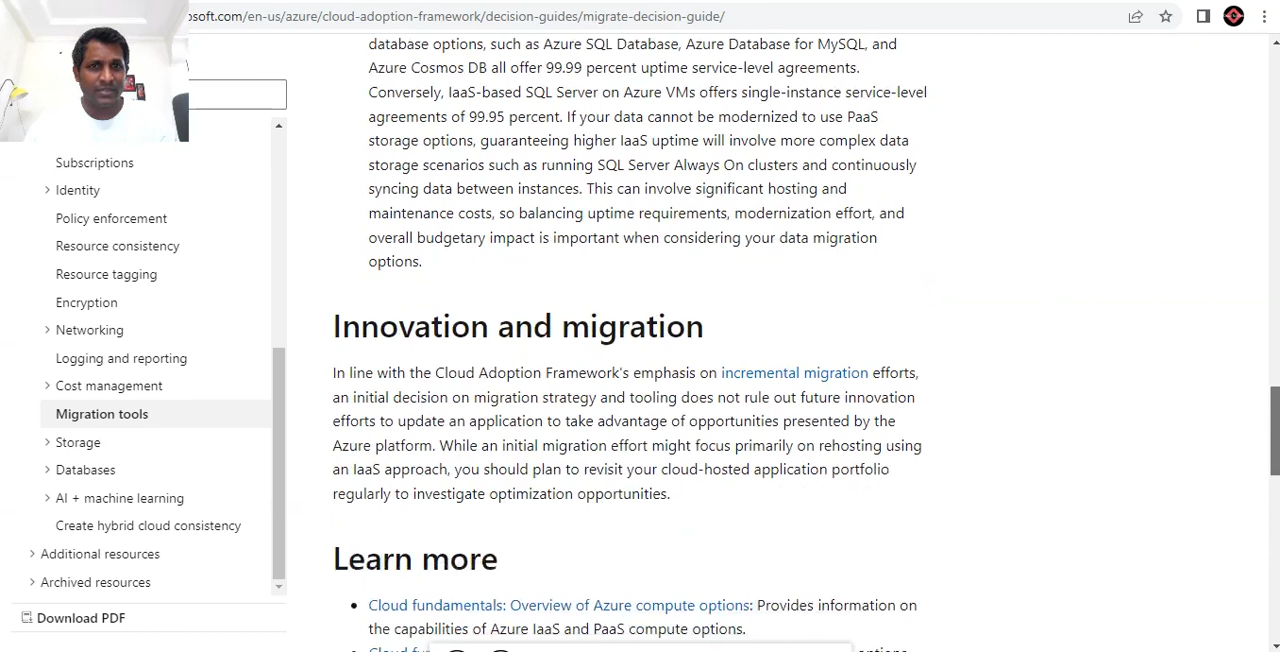 osoft.com/en-us/azure/cloud-adoption-framework/decision-guides/migrate-decision-guide/
database options, such as Azure SQL Database, Azure Database for MySQL, and
Azure Cosmos DB all offer 99.99 percent uptime service-level agreements.
Conversely, IaaS-based SQL Server on Azure VMs offers single-instance service-level
agreements of 99.95 percent. If your data cannot be modernized to use PaaS
storage options, guaranteeing higher IaaS uptime will involve more complex data
storage scenarios such as running SQL Server Always On clusters and continuously
syncing data between instances. This can involve significant hosting and
maintenance costs, so balancing uptime requirements, modernization effort, and
overall budgetary impact is important when considering your data migration
options.
Innovation and migration
In line with the Cloud Adoption Framework's emphasis on incremental migration efforts,
an initial decision on migration strategy and tooling does not rule out future innovation
efforts to update an application to take advantage of opportunities presented by the
Azure platform. While an initial migration effort might focus primarily on rehosting using
an IaaS approach, you should plan to revisit your cloud-hosted application portfolio
regularly to investigate optimization opportunities.
Learn more
Cloud fundamentals: Overview of Azure compute options: Provides information on
the capabilities of Azure IaaS and PaaS compute options.
Subscriptions
Identity
Policy enforcement
Resource consistency
Resource tagging
Encryption
Networking
Logging and reporting
Cost management
Migration tools
Storage
Databases
AI + machine learning
Create hybrid cloud consistency
Additional resources
Archived resources
Download PDF